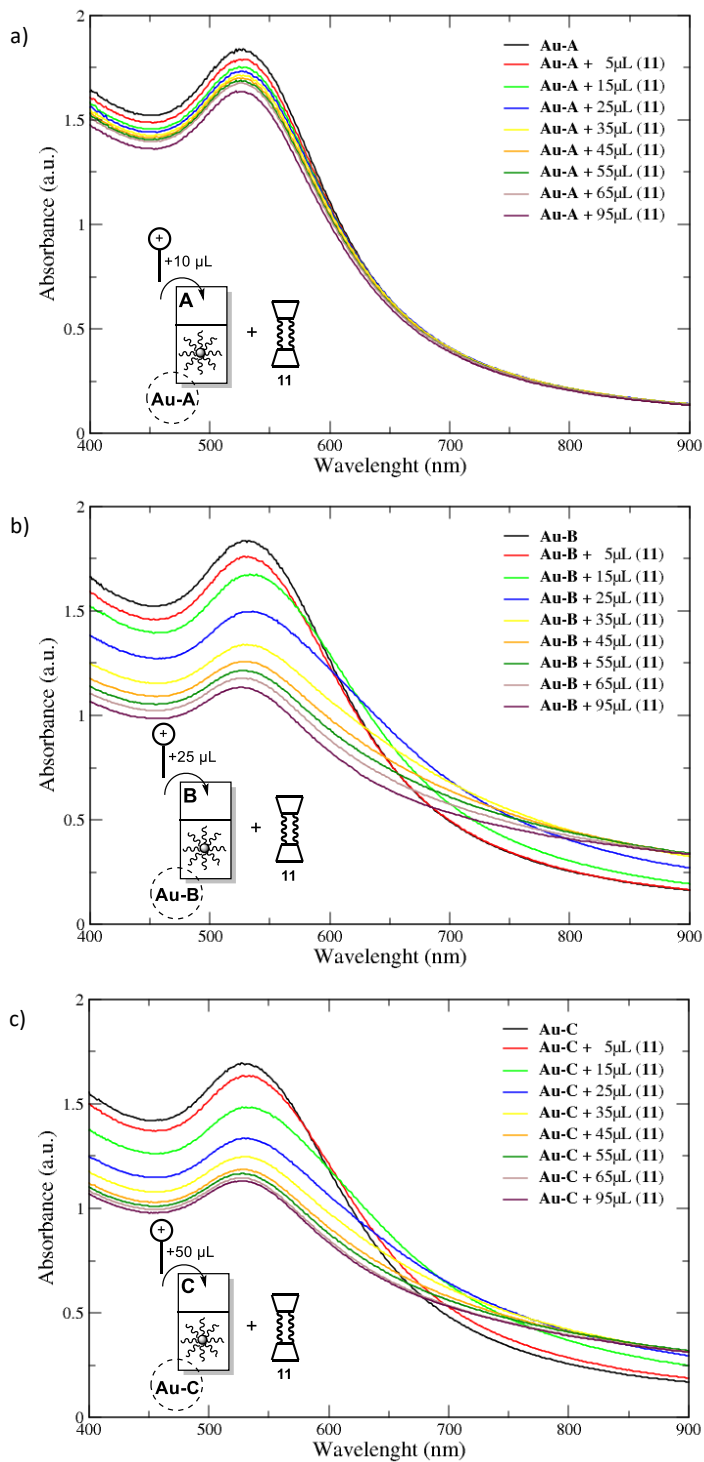 a)
2
1.5
1
0.5
0
Absorbance (a.u.)
Au-A
Au-A + 5µL (11)
Au-A + 15µL (11)
Au-A + 25µL (11)
Au-A + 35µL (11)
Au-A + 45µL (11)
Au-A + 55µL (11)
Au-A + 65µL (11)
Au-A + 95µL (11)
+
+10 µL
A
+
11
Au-A
400 500 600 700 800 900
Wavelenght (nm)
b)
2
1.5
1
0.5
0
Absorbance (a.u.)
Au-B
Au-B + 5µL (11)
Au-B + 15µL (11)
Au-B + 25µL (11)
Au-B + 35µL (11)
Au-B + 45µL (11)
Au-B + 55µL (11)
Au-B + 65µL (11)
Au-B + 95µL (11)
+
+25 µL
B
+
11
Au-B
400 500 600 700 800 900
Wavelenght (nm)
c)
2
1.5
1
0.5
0
Absorbance (a.u.)
Au-C
Au-C + 5µL (11)
Au-C + 15µL (11)
Au-C + 25µL (11)
Au-C + 35µL (11)
Au-C + 45µL (11)
Au-C + 55µL (11)
Au-C + 65µL (11)
Au-C + 95µL (11)
+
+50 µL
C
+
11
Au-C
400 500 600 700 800 900
Wavelenght (nm)